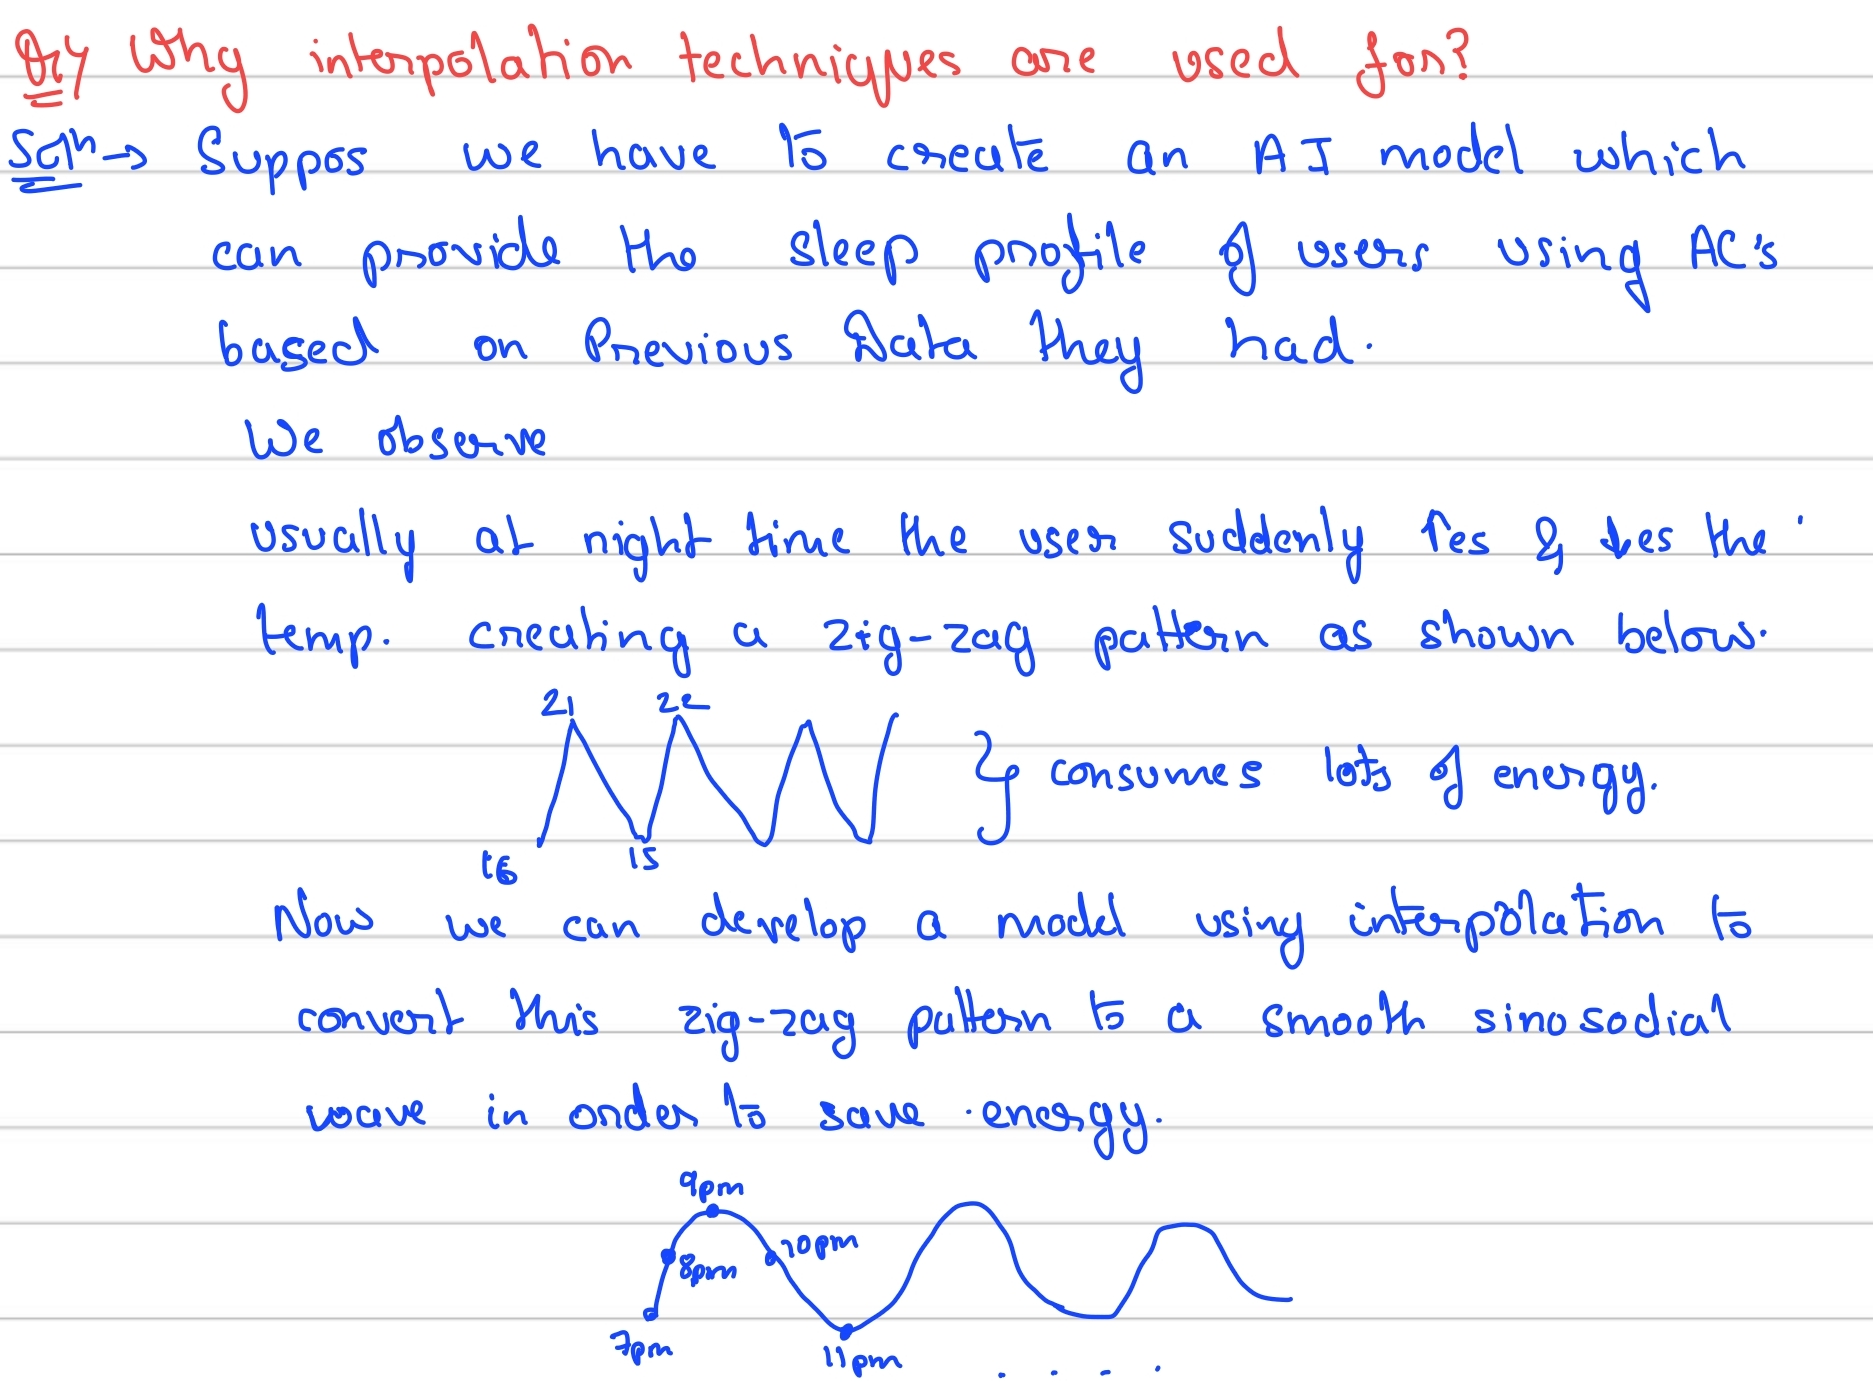 Q4 Why interpolation techniques are used for?
Soln → Suppos we have to create an AI model which
can provide the sleep profile of users using AC's
based on Previous Data they had.
We observe
usually at night time the user suddenly ↑es & ↓es the
temp. creating a zig-zag pattern as shown below.
21 22
} consumes lots of energy.
16 15
Now we can develop a model using interpolation to
convert this zig-zag pattern to a smooth sinosodial
wave in order to save energy.
9pm
8pm 10pm
7pm 11pm
. . . .